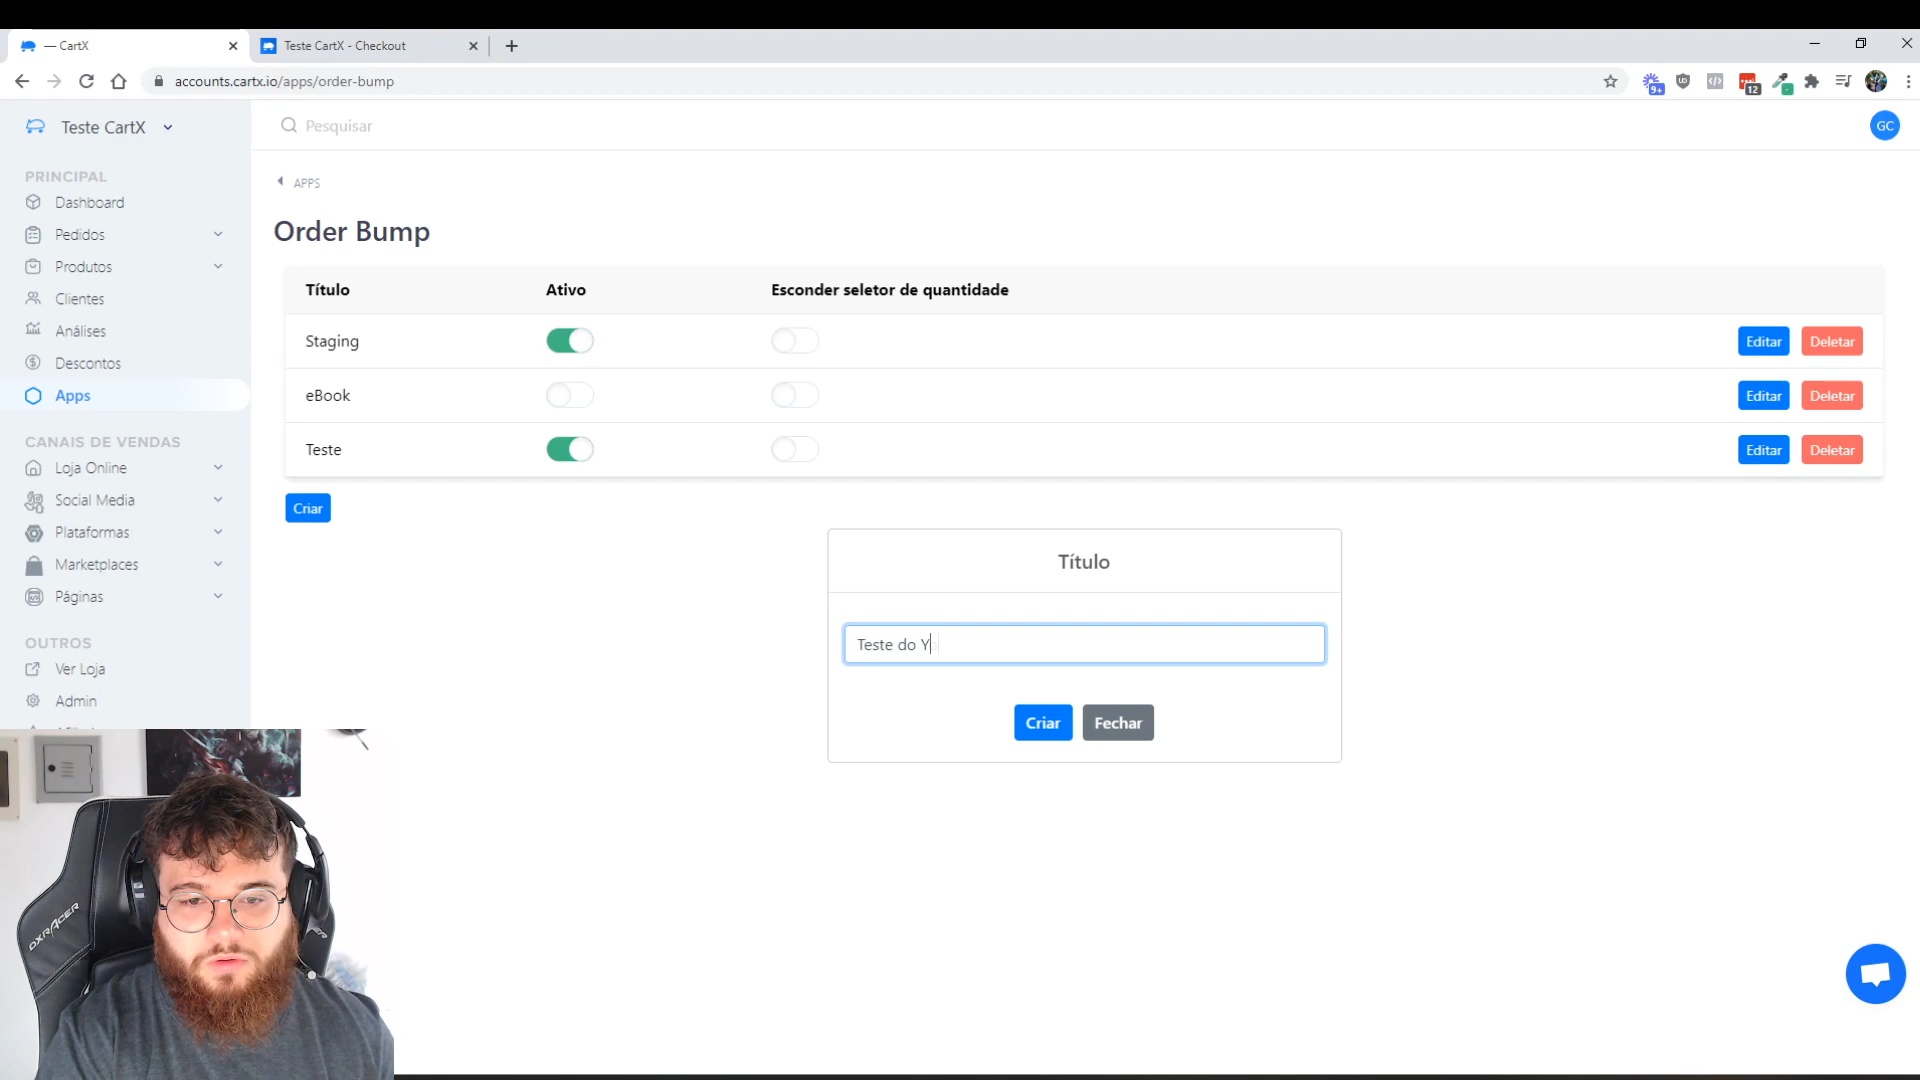 — CartX
Teste CartX - Checkout
accounts.cartx.io/apps/order-bump
9+
12
Teste CartX
Pesquisar
GC
PRINCIPAL
Dashboard
Pedidos
Produtos
Clientes
Análises
Descontos
Apps
CANAIS DE VENDAS
Loja Online
Social Media
Plataformas
Marketplaces
Páginas
OUTROS
Ver Loja
Admin
APPS
Order Bump
Título Ativo Esconder seletor de quantidade
Staging Editar Deletar
eBook Editar Deletar
Teste Editar Deletar
Criar
Título
Teste do Y
Criar Fechar
DXRACER